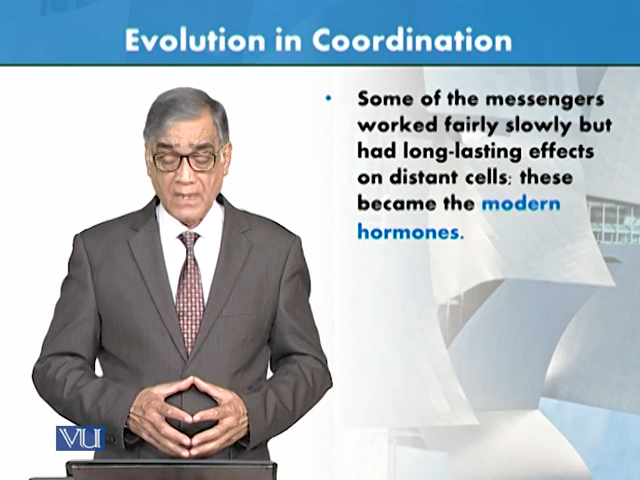 Evolution in Coordination
• Some of the messengers
worked fairly slowly but
had long-lasting effects
on distant cells; these
became the modern
hormones.
VU